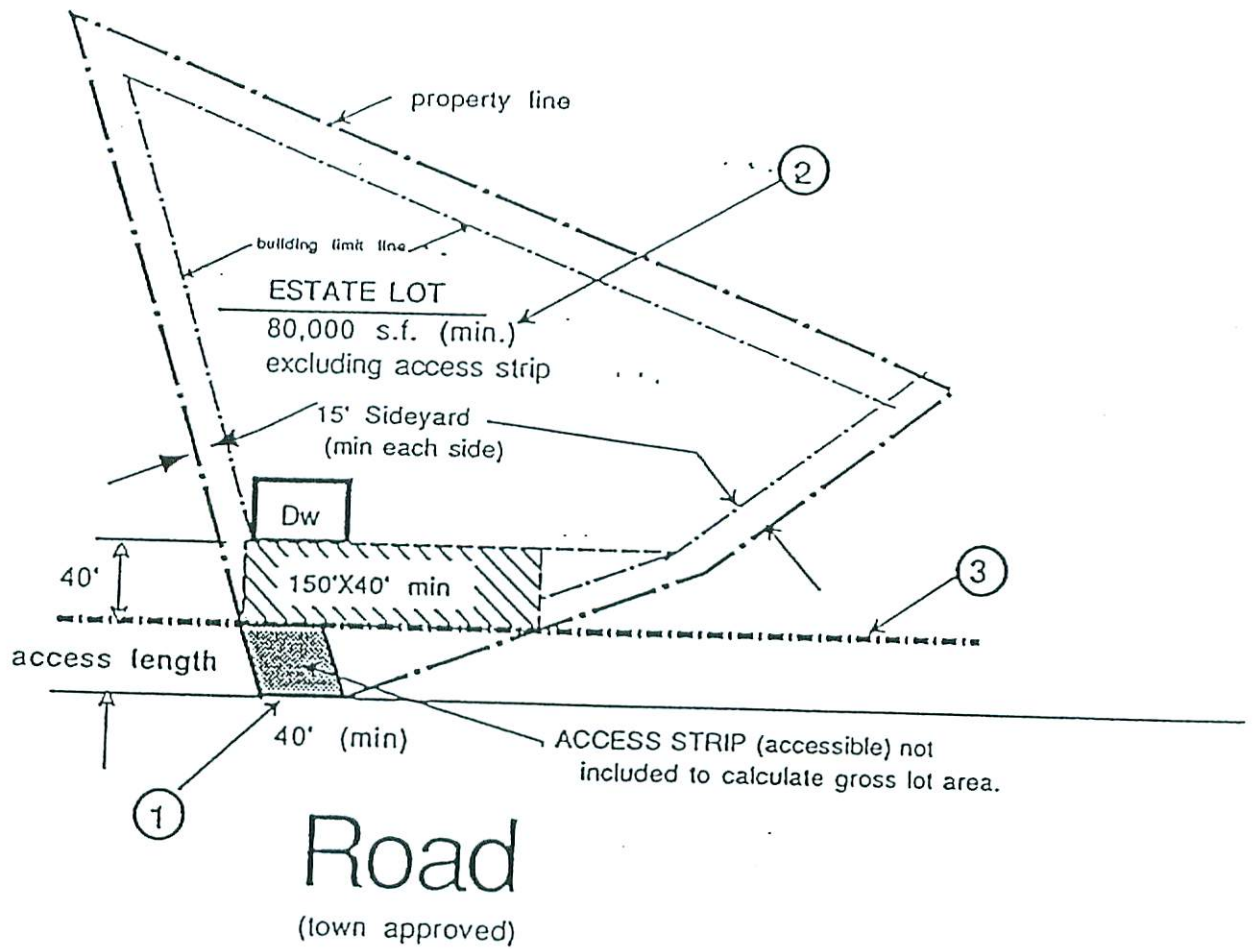 property line
2
building limit line
ESTATE LOT
80,000 s.f. (min.)
excluding access strip
15' Sideyard
(min each side)
Dw
40'
150'X40' min
3
access length
40' (min)
ACCESS STRIP (accessible) not
included to calculate gross lot area.
1
Road
(town approved)